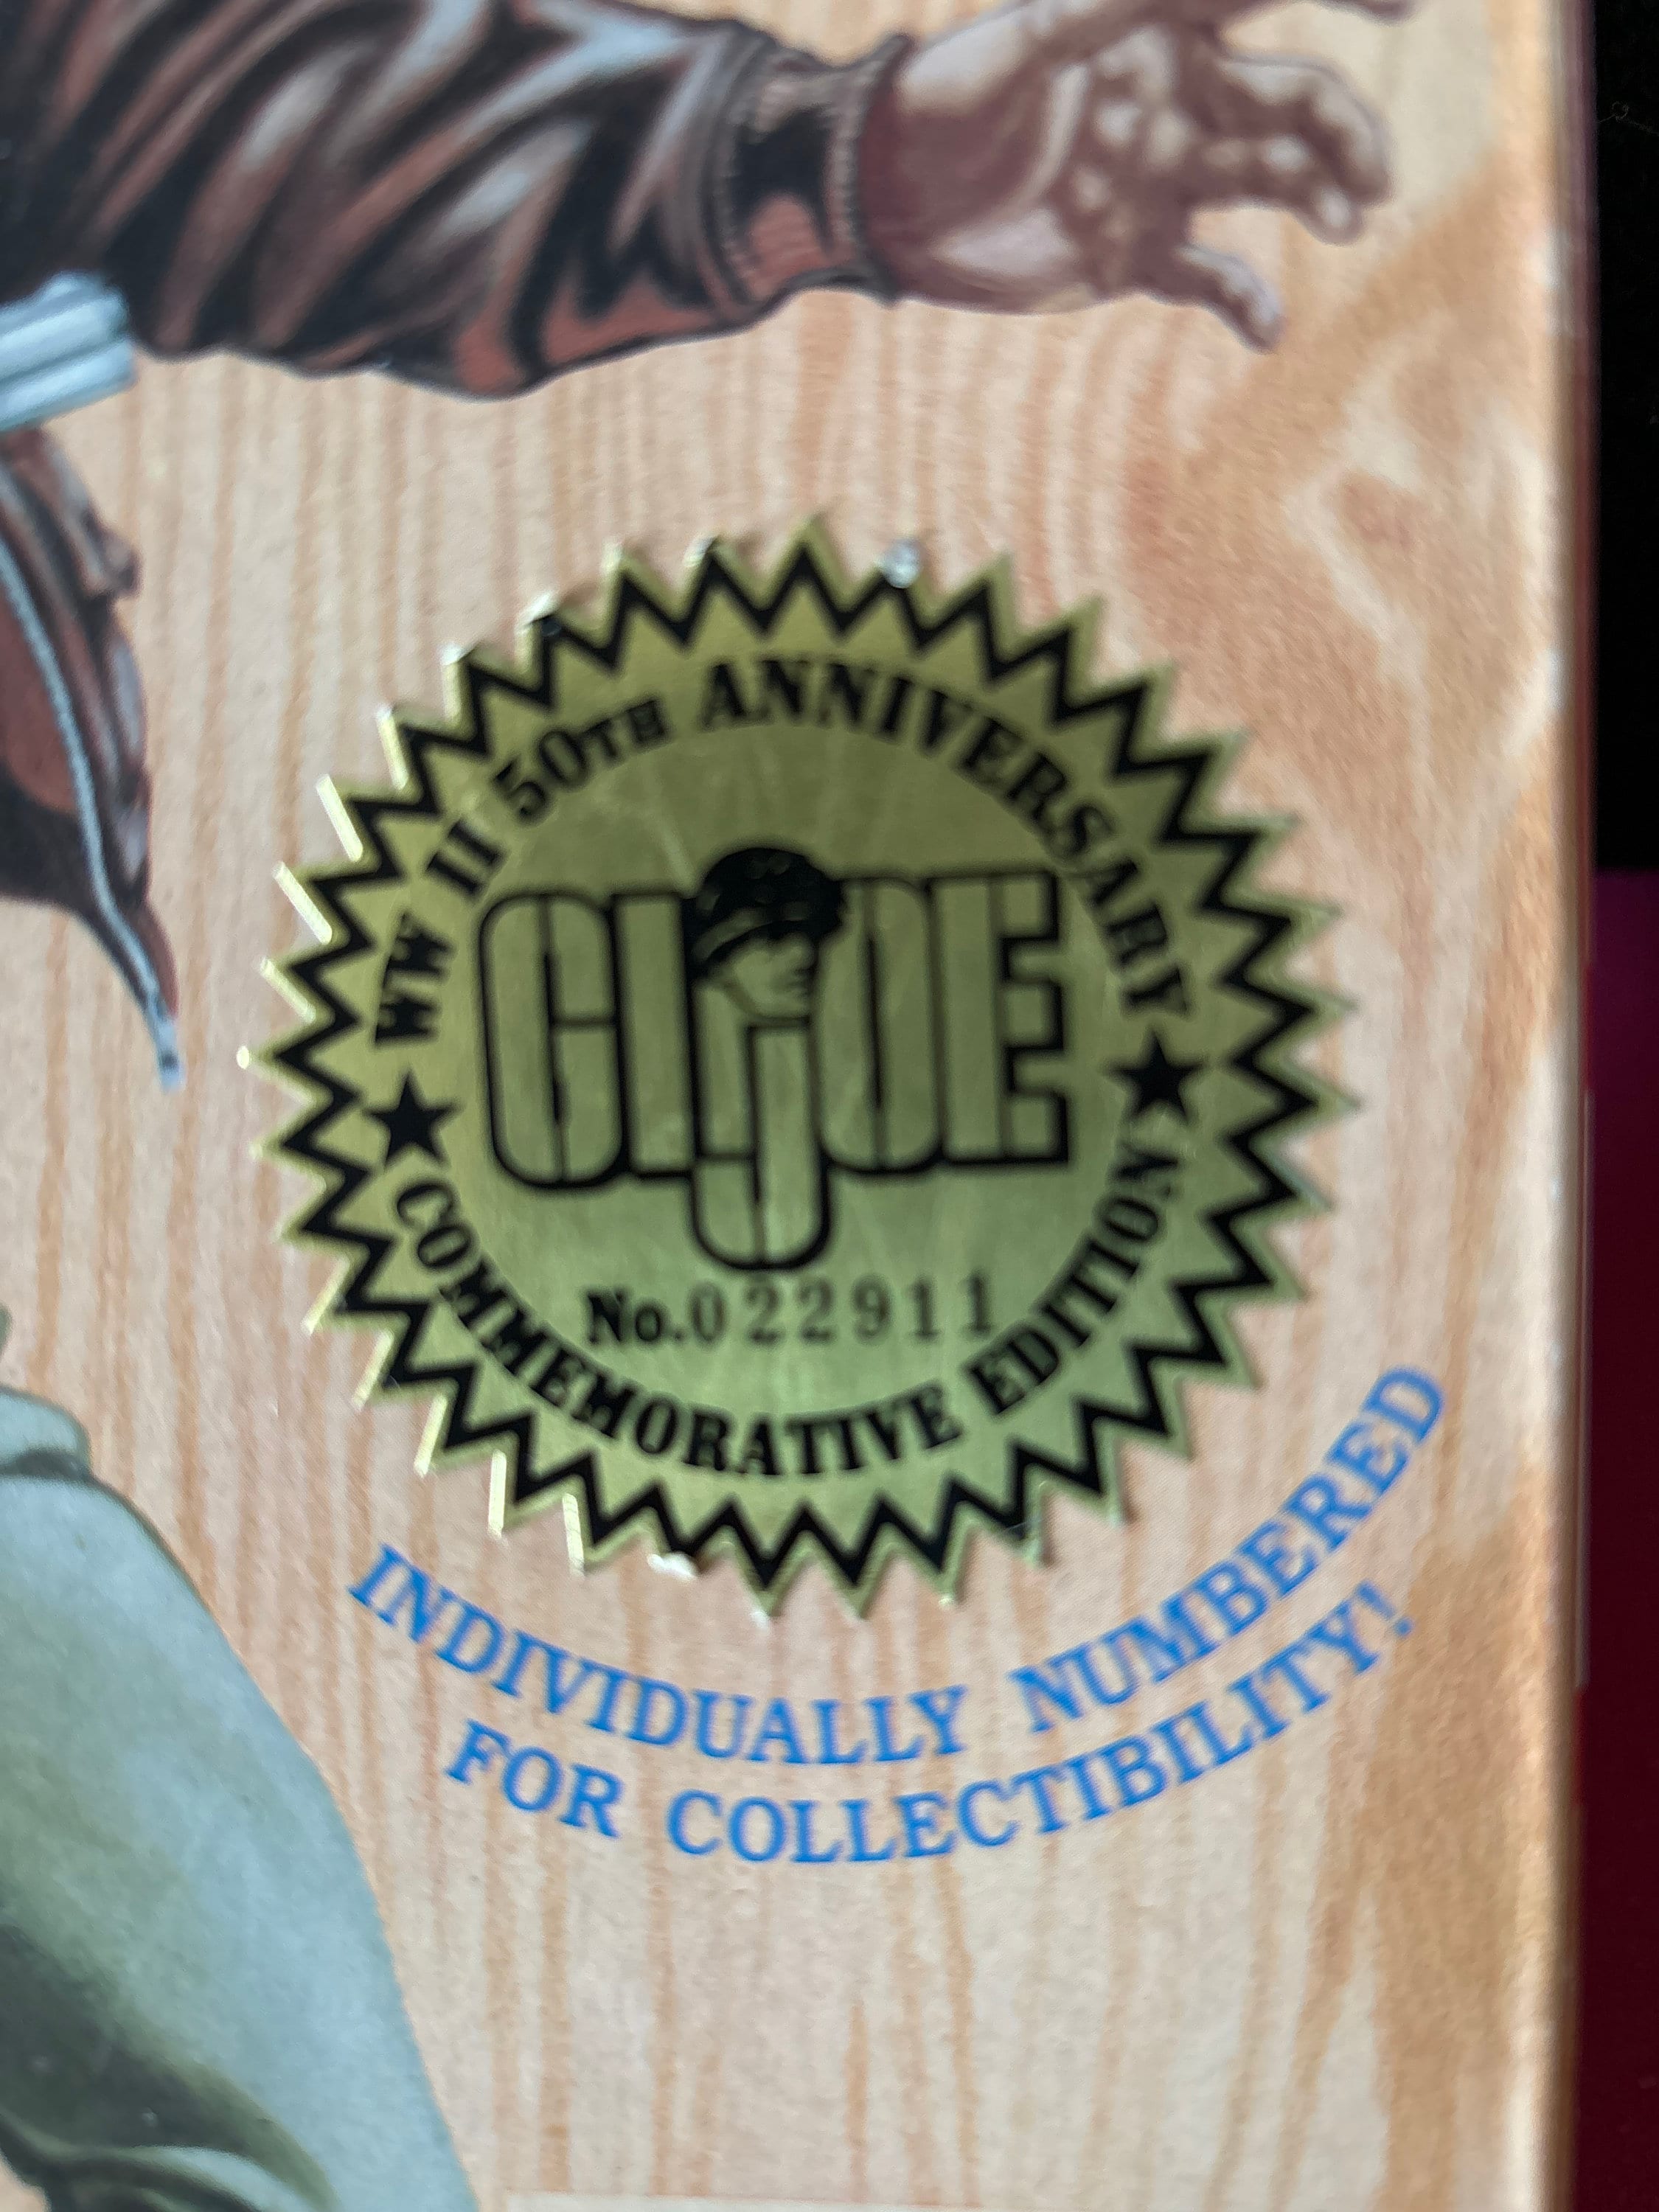 WW II 50TH ANNIVERSARY
GI JOE
No.022911
COMMEMORATIVE EDITION
INDIVIDUALLY NUMBERED
FOR COLLECTIBILITY!